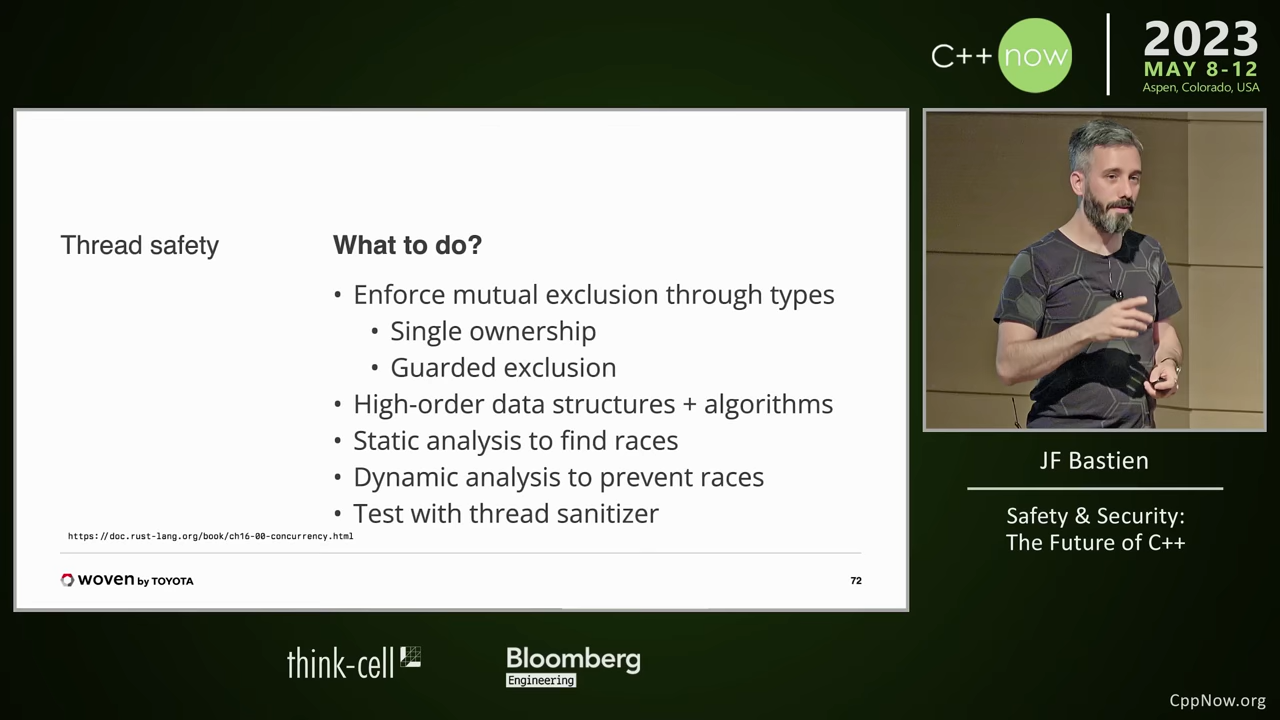 C++ now
2023
MAY 8-12
Aspen, Colorado, USA
Thread safety
What to do?
• Enforce mutual exclusion through types
• Single ownership
• Guarded exclusion
• High-order data structures + algorithms
• Static analysis to find races
• Dynamic analysis to prevent races
• Test with thread sanitizer
https://doc.rust-lang.org/book/ch16-00-concurrency.html
woven by TOYOTA
72
JF Bastien
Safety & Security:
The Future of C++
think-cell
Bloomberg
Engineering
CppNow.org